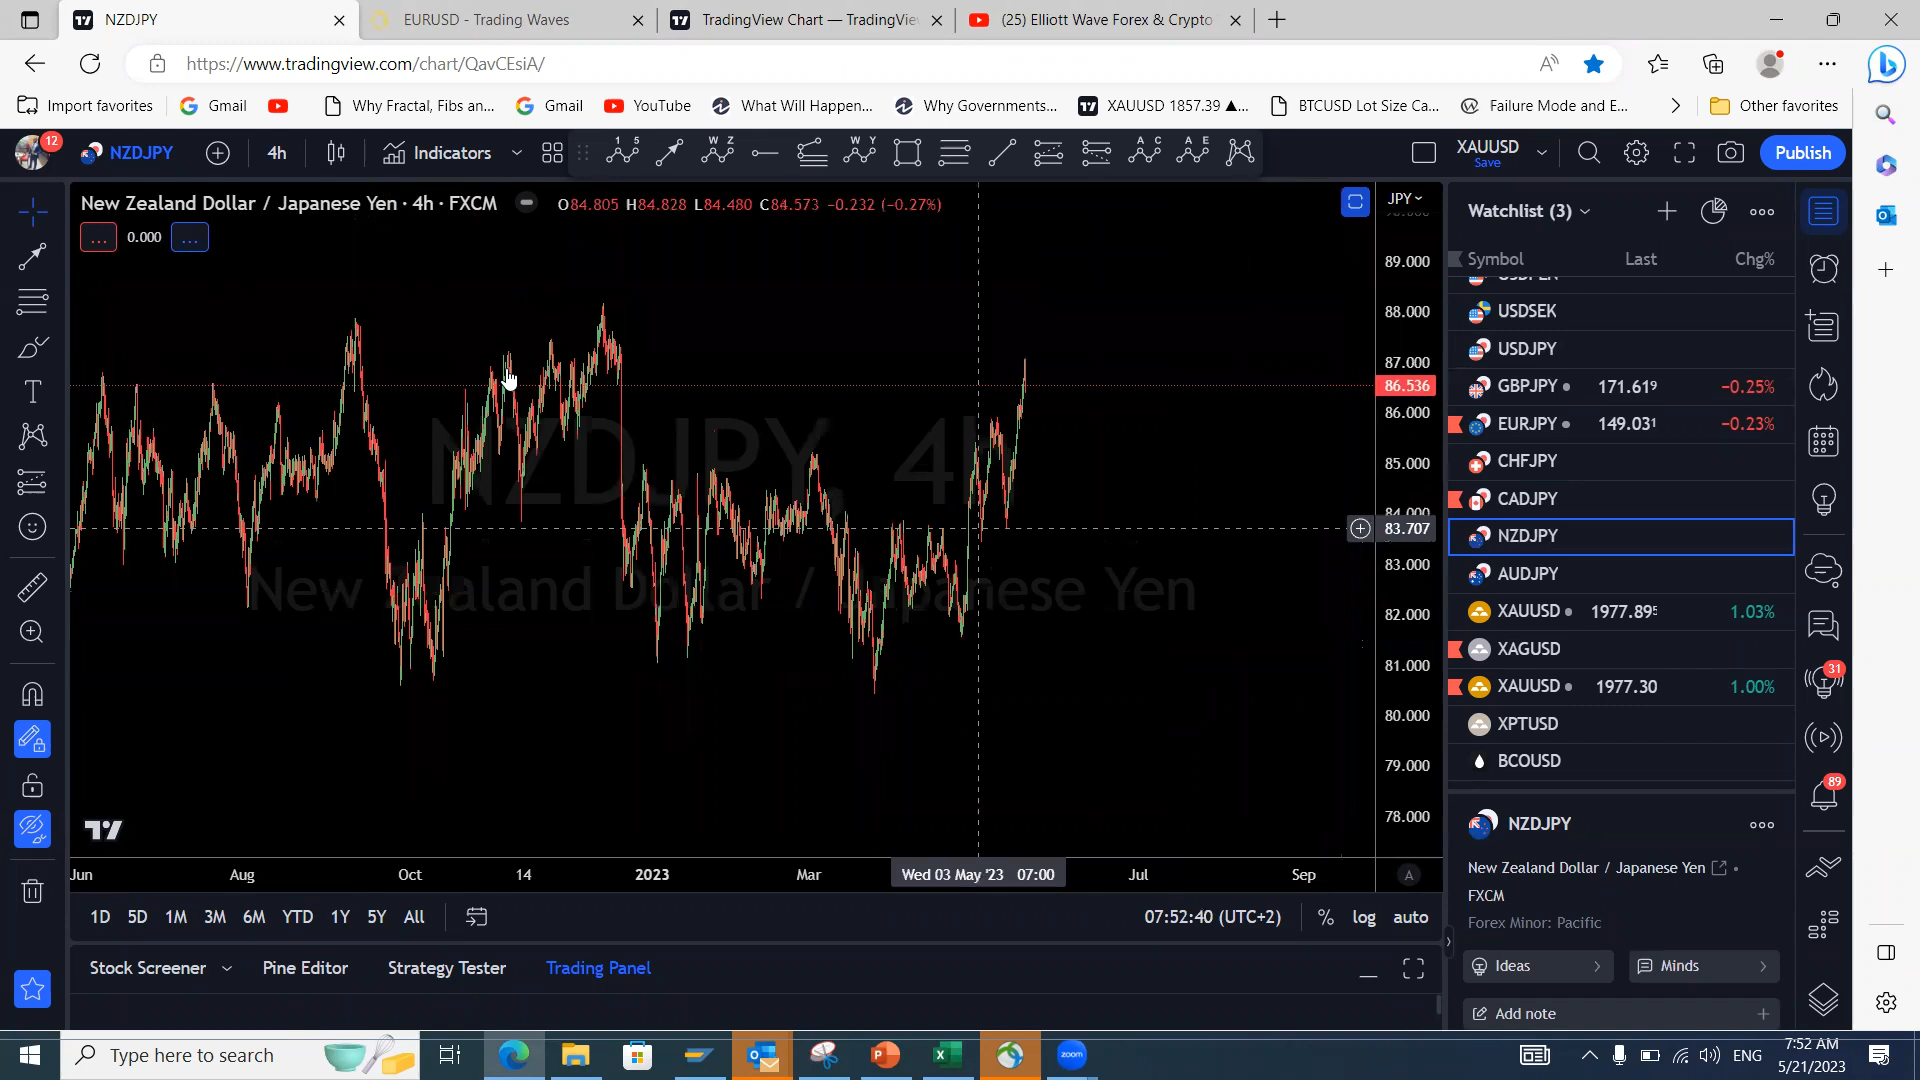 NZDJPY
EURUSD - Trading Waves
TradingView Chart — TradingVie
(25) Elliott Wave Forex & Crypto
https://www.tradingview.com/chart/QavCEsiA/
Import favorites
Gmail
Why Fractal, Fibs an...
Gmail
YouTube
What Will Happen...
Why Governments...
XAUUSD 1857.39 ▲...
BTCUSD Lot Size Ca...
Failure Mode and E...
Other favorites
12
NZDJPY
4h
Indicators
XAUUSD
Save
Publish
New Zealand Dollar / Japanese Yen · 4h · FXCM
O84.805 H84.828 L84.480 C84.573 −0.232 (−0.27%)
JPY
...
0.000
...
89.000
88.000
87.000
86.536
86.000
85.000
84.000
83.707
83.000
82.000
81.000
80.000
79.000
78.000
NZDJPY, 4h
New Zealand Dollar / Japanese Yen
Jun
Aug
Oct
14
2023
Mar
Wed 03 May '23 07:00
Jul
Sep
A
1D
5D
1M
3M
6M
YTD
1Y
5Y
All
07:52:40 (UTC+2)
%
log
auto
Stock Screener
Pine Editor
Strategy Tester
Trading Panel
Watchlist (3)
Symbol
Last
Chg%
USDSEK
USDJPY
GBPJPY 171.619 −0.25%
EURJPY 149.031 −0.23%
CHFJPY
CADJPY
NZDJPY
AUDJPY
XAUUSD 1977.895 1.03%
XAGUSD
XAUUSD 1977.30 1.00%
XPTUSD
BCOUSD
NZDJPY
New Zealand Dollar / Japanese Yen
FXCM
Forex Minor: Pacific
Ideas
Minds
Add note
31
89
Type here to search
zoom
ENG
7:52 AM
5/21/2023